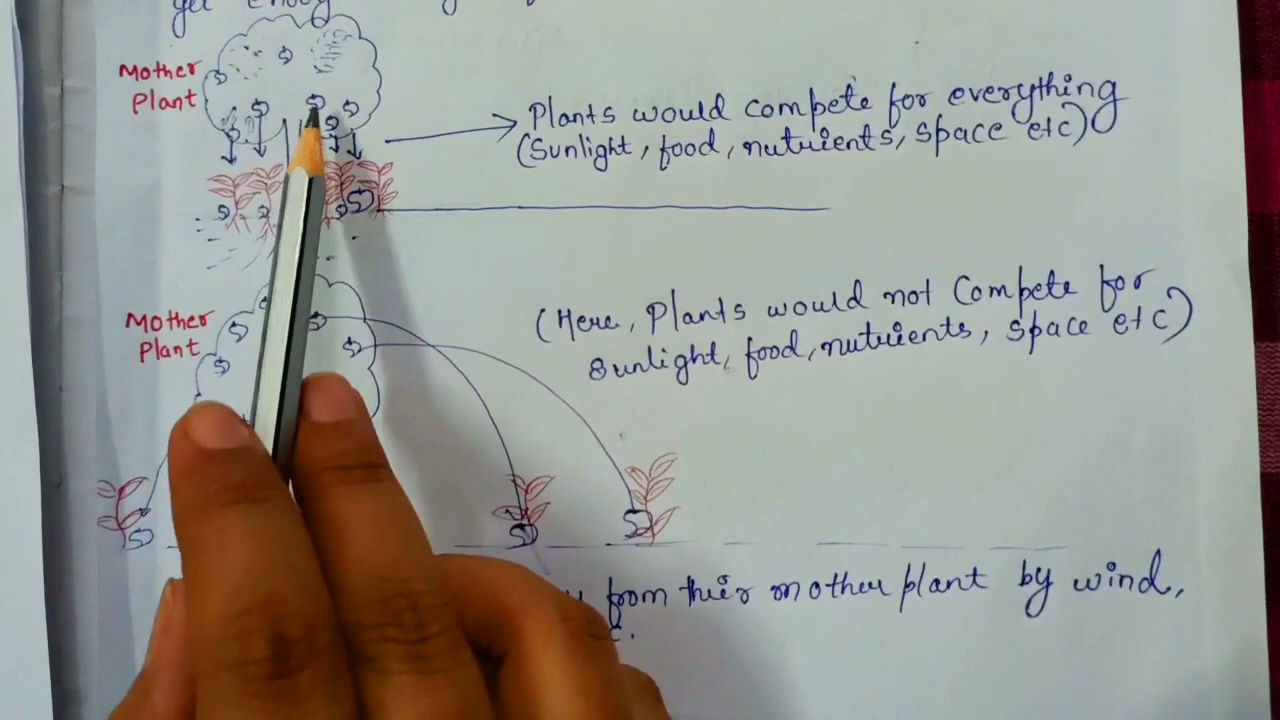 Mother
Plant
Plants would compete for everything
(Sunlight, food, nutrients, space etc)
Mother
Plant
(Here, Plants would not Compete for
Sunlight, food, nutrients, space etc)
from their mother plant by wind,